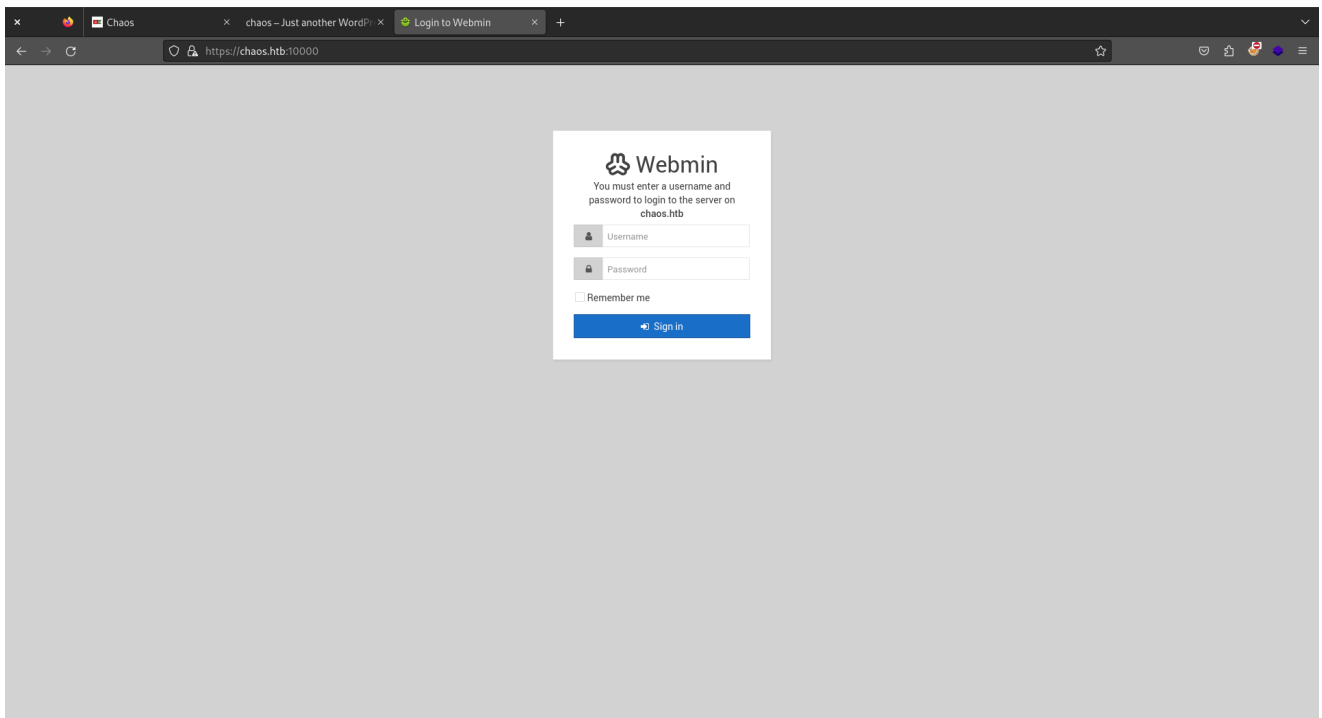 Chaos
chaos – Just another WordPr
Login to Webmin
https://chaos.htb:10000
Webmin
You must enter a username and
password to login to the server on
chaos.htb
Username
Password
Remember me
Sign in